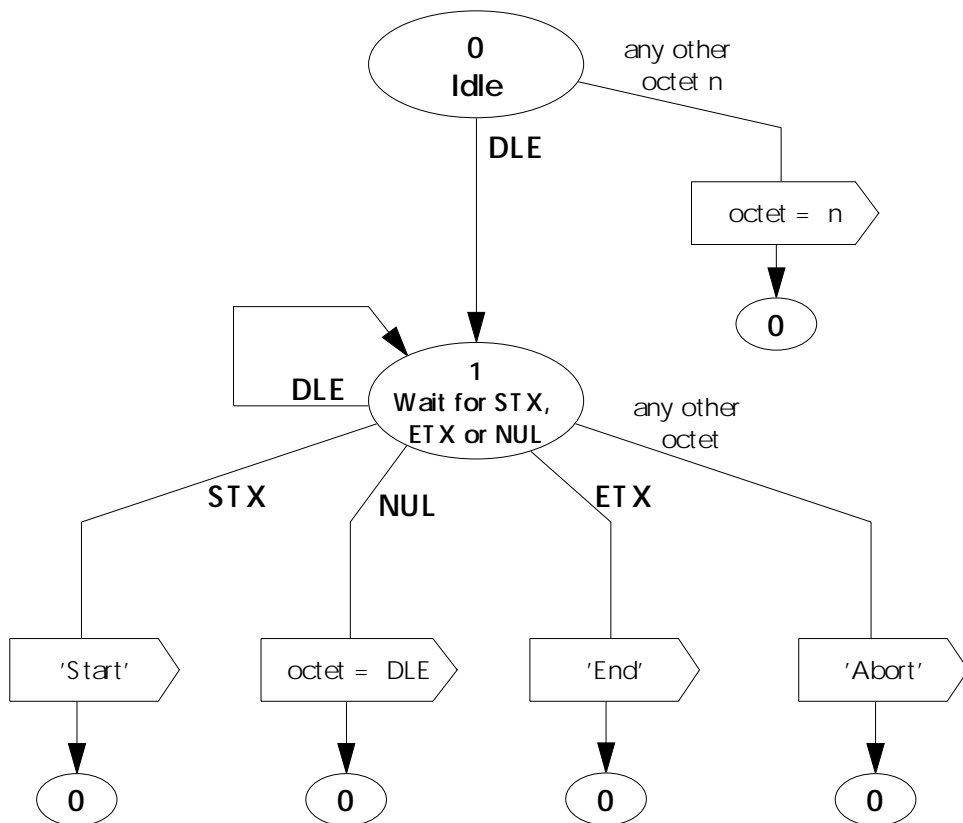 0
Idle
any other
octet n
DLE
octet = n
0
DLE
1
Wait for STX,
ETX or NUL
any other
octet
STX
NUL
ETX
'Start'
octet = DLE
'End'
'Abort'
0
0
0
0